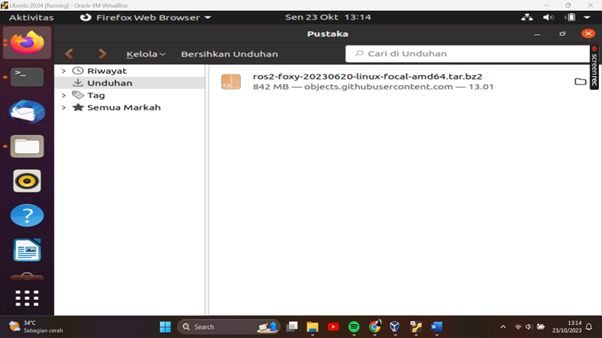 Ubuntu 20.04 [Running] - Oracle VM VirtualBox
Aktivitas Firefox Web Browser Sen 23 Okt 13:14
Pustaka
Kelola Bersihkan Unduhan Cari di Unduhan
Riwayat
Unduhan
Tag
Semua Markah
ros2-foxy-20230620-linux-focal-amd64.tar.bz2
842 MB — objects.githubusercontent.com — 13.01
screenrec
34°C
Sebagian cerah
Search
13:14
23/10/2023